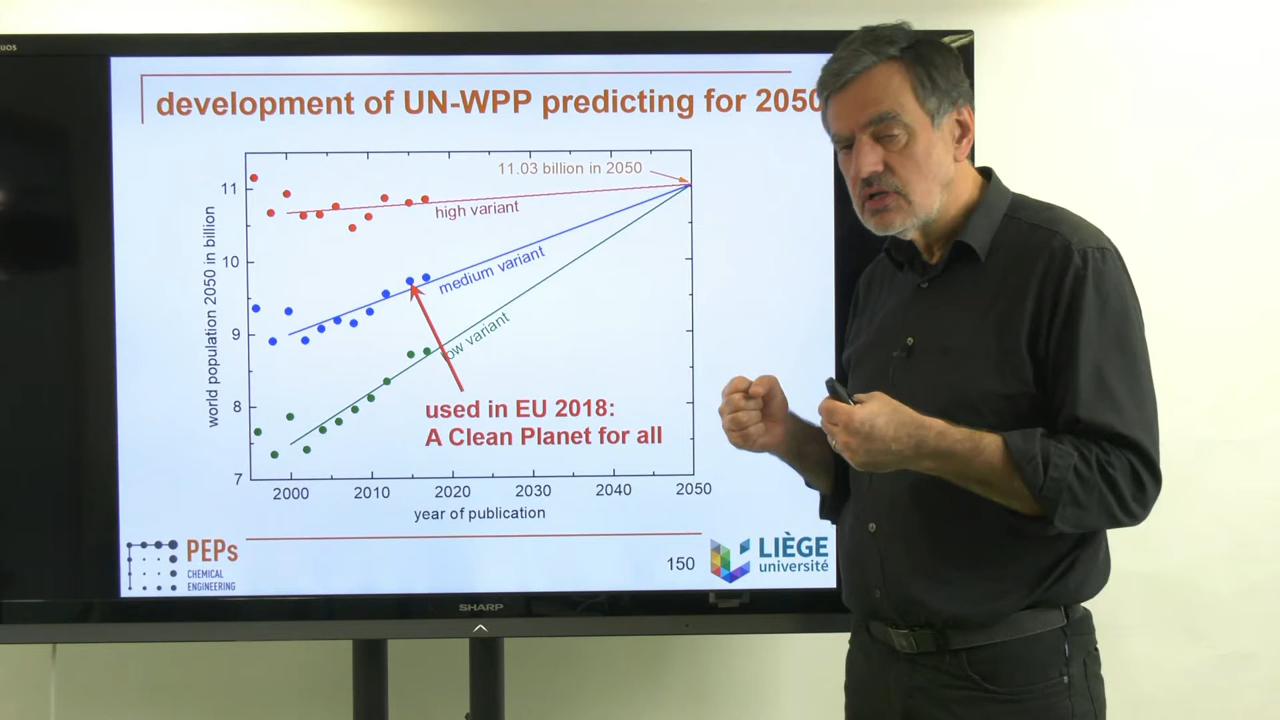 development of UN-WPP predicting for 2050
11.03 billion in 2050
high variant
medium variant
low variant
used in EU 2018:
A Clean Planet for all
world population 2050 in billion
11
10
9
8
7
2000 2010 2020 2030 2040 2050
year of publication
PEPs
CHEMICAL
ENGINEERING
150
LIÈGE
université
SHARP